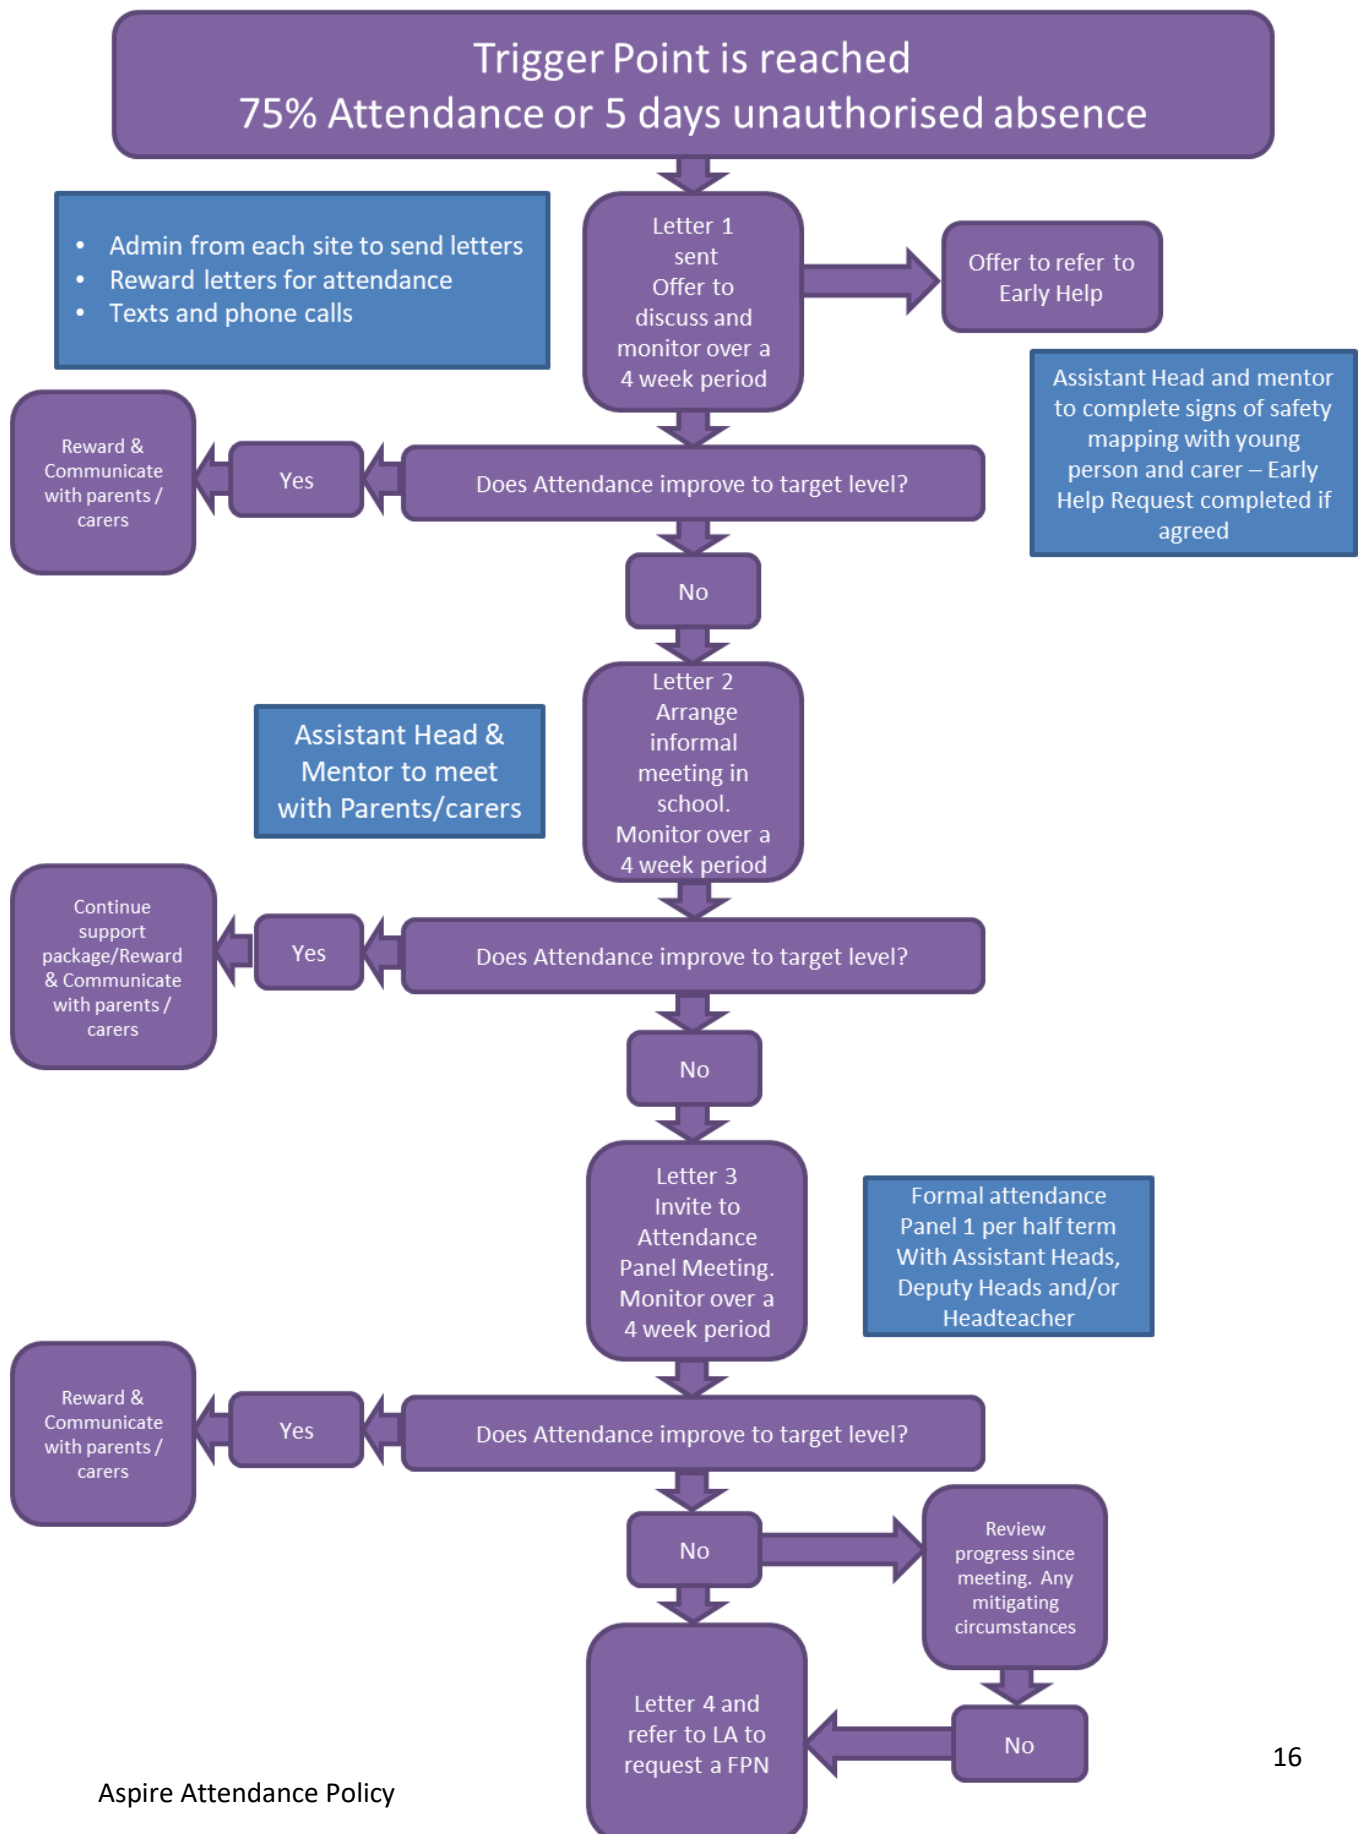 Trigger Point is reached
75% Attendance or 5 days unauthorised absence
• Admin from each site to send letters
• Reward letters for attendance
• Texts and phone calls
Letter 1
sent
Offer to
discuss and
monitor over a
4 week period
Offer to refer to
Early Help
Assistant Head and mentor
to complete signs of safety
mapping with young
person and carer – Early
Help Request completed if
agreed
Reward &
Communicate
with parents /
carers
Yes
Does Attendance improve to target level?
No
Assistant Head &
Mentor to meet
with Parents/carers
Letter 2
Arrange
informal
meeting in
school.
Monitor over a
4 week period
Continue
support
package/Reward
& Communicate
with parents /
carers
Yes
Does Attendance improve to target level?
No
Letter 3
Invite to
Attendance
Panel Meeting.
Monitor over a
4 week period
Formal attendance
Panel 1 per half term
With Assistant Heads,
Deputy Heads and/or
Headteacher
Reward &
Communicate
with parents /
carers
Yes
Does Attendance improve to target level?
No
Review
progress since
meeting. Any
mitigating
circumstances
Letter 4 and
refer to LA to
request a FPN
No
16
Aspire Attendance Policy